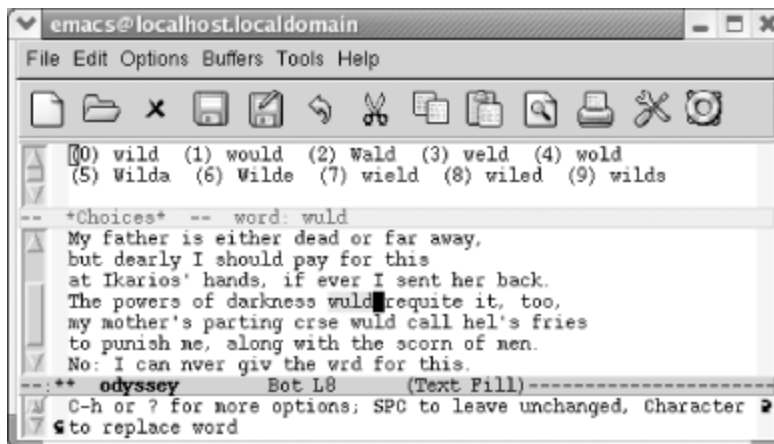 emacs@localhost.localdomain
File Edit Options Buffers Tools Help
(0) wild (1) would (2) Wald (3) weld (4) wold
(5) Wilda (6) Wilde (7) wield (8) wiled (9) wilds
-- *Choices* -- word: wuld
My father is either dead or far away,
but dearly I should pay for this
at Ikarios' hands, if ever I sent her back.
The powers of darkness wuld requite it, too,
my mother's parting crse wuld call hel's fries
to punish me, along with the scorn of men.
No: I can nver giv the wrd for this.
--:** odyssey Bot L8 (Text Fill)-----------------------
C-h or ? for more options; SPC to leave unchanged, Character
to replace word